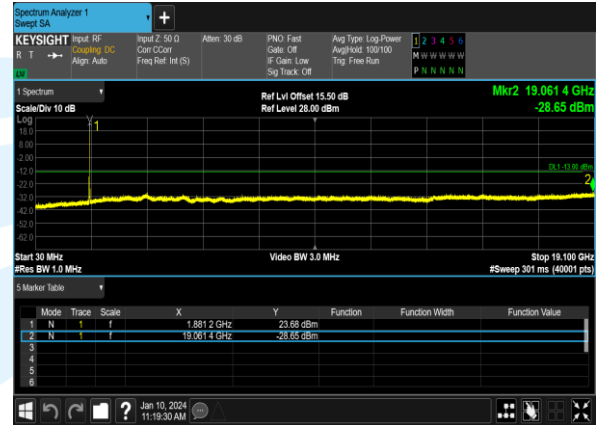 Spectrum Analyzer 1
Swept SA
+
KEYSIGHT Input: RF Input Z: 50 Ω Atten: 30 dB PNO: Fast Avg Type: Log-Power 1 2 3 4 5 6
R T Coupling: DC Corr CCorr Gate: Off Avg|Hold: 100/100 M W W W W W
Align: Auto Freq Ref: Int (S) IF Gain: Low Trig: Free Run P N N N N N
Sig Track: Off
LW
1 Spectrum Ref Lvl Offset 15.50 dB Mkr2 19.061 4 GHz
Scale/Div 10 dB Ref Level 28.00 dBm -28.65 dBm
Log
18.0
8.00
-2.00
-12.0
-22.0
-32.0
-42.0
-52.0
-62.0
1
DL1 -13.00 dBm
2
Start 30 MHz Video BW 3.0 MHz Stop 19.100 GHz
#Res BW 1.0 MHz #Sweep 301 ms (40001 pts)
5 Marker Table
Mode Trace Scale X Y Function Function Width Function Value
1 N 1 f 1.881 2 GHz 23.68 dBm
2 N 1 f 19.061 4 GHz -28.65 dBm
3
4
5
6
? Jan 10, 2024
11:19:30 AM